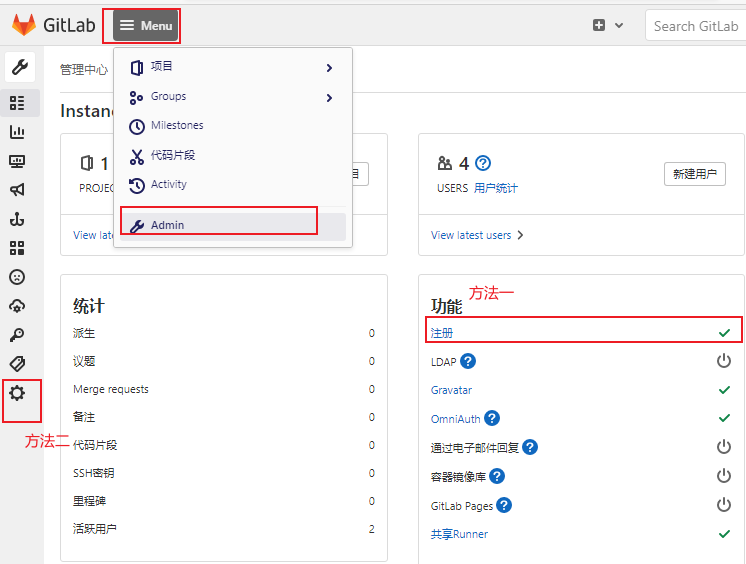 GitLab
Menu
Search GitLab
管理中心
项目
Groups
Milestones
代码片段
Activity
Admin
Instan
1
PROJEC
目
View late
4
USERS 用户统计
新建用户
View latest users
统计
派生 0
议题 0
Merge requests 0
备注 0
代码片段 0
SSH密钥 0
里程碑 0
活跃用户 2
方法一
功能
注册
LDAP
Gravatar
OmniAuth
通过电子邮件回复
容器镜像库
GitLab Pages
共享Runner
方法二